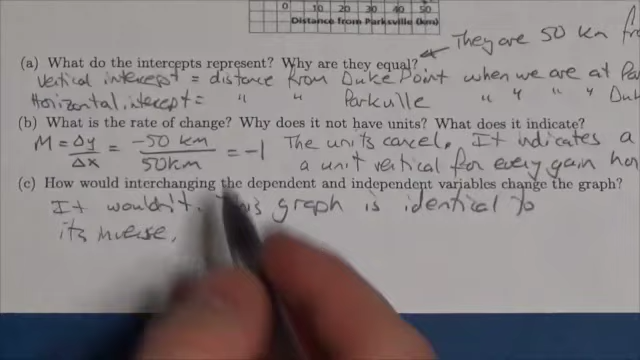 0 10 20 30 40 50
Distance from Parksville (km)
They are 50 km fro
(a) What do the intercepts represent? Why are they equal?
Vertical intercept = distance from Duke Point when we are at Pa
Horizontal intercept = " " Parkville " " " " Duk
(b) What is the rate of change? Why does it not have units? What does it indicate?
M = Δy/Δx = -50 km/50 km = -1 The units cancel. It indicates a
a unit vertical for every gain hor
(c) How would interchanging the dependent and independent variables change the graph?
It wouldn't. This graph is identical to
its inverse.